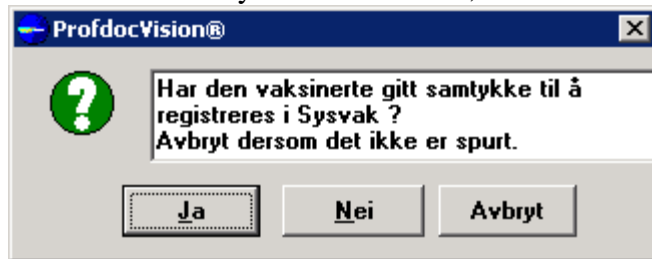 ProfdocVision®
Har den vaksinerte gitt samtykke til å
registreres i Sysvak ?
Avbryt dersom det ikke er spurt.
Ja
Nei
Avbryt